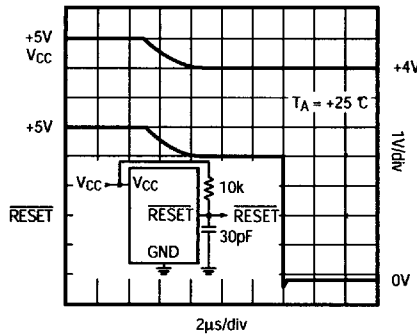 +5V
VCC
+4V
TA = +25 ℃
+5V
1V/div
VCC
VCC
10k
RESET
RESET
RESET
30pF
GND
0V
2μs/div